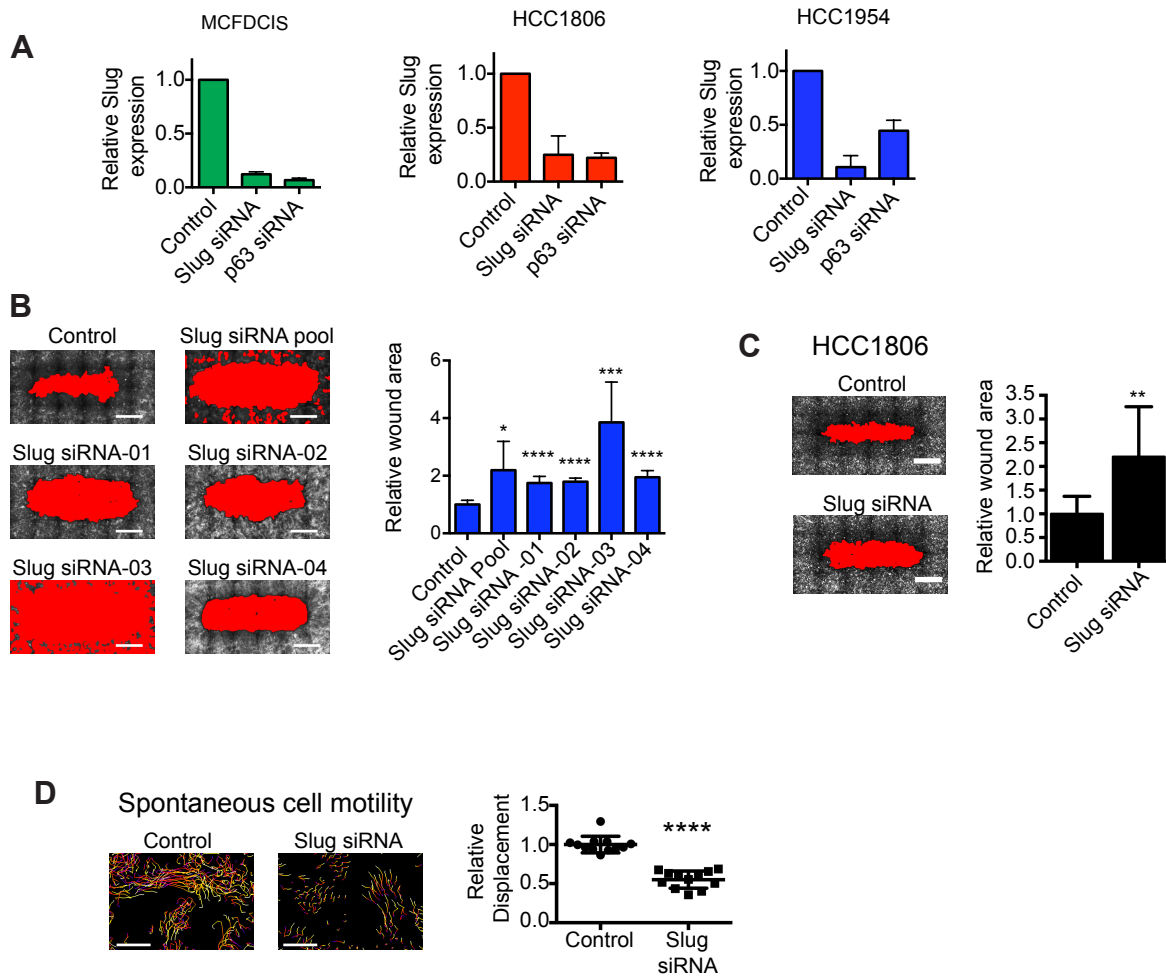 A
MCFDCIS
Relative Slug
expression
1.0
0.5
0.0
Control
Slug siRNA
p63 siRNA
HCC1806
Relative Slug
expression
1.0
0.5
0.0
Control
Slug siRNA
p63 siRNA
HCC1954
Relative Slug
expression
1.0
0.5
0.0
Control
Slug siRNA
p63 siRNA
B
Control
Slug siRNA pool
Slug siRNA-01
Slug siRNA-02
Slug siRNA-03
Slug siRNA-04
Relative wound area
6
4
2
0
*
****
****
***
****
Control
Slug siRNA Pool
Slug siRNA -01
Slug siRNA-02
Slug siRNA-03
Slug siRNA-04
C
HCC1806
Control
Slug siRNA
Relative wound area
3.5
3.0
2.5
2.0
1.5
1.0
0.5
0.0
**
Control
Slug siRNA
D
Spontaneous cell motility
Control
Slug siRNA
Relative
Displacement
1.5
1.0
0.5
0.0
****
Control
Slug
siRNA